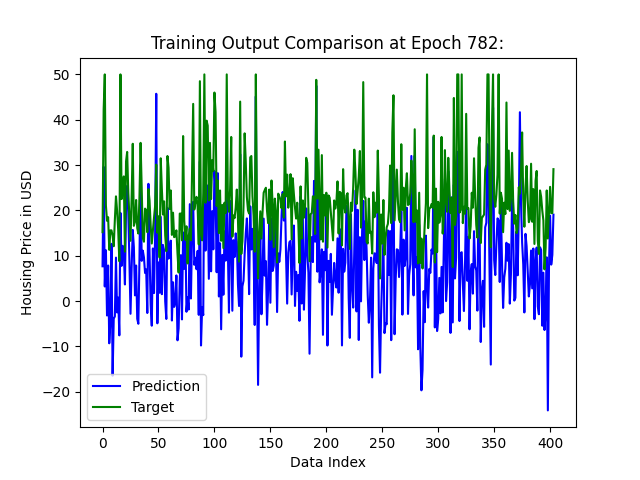 Training Output Comparison at Epoch 782:
Housing Price in USD
50
40
30
20
10
0
−10
−20
Prediction
Target
0 50 100 150 200 250 300 350 400
Data Index